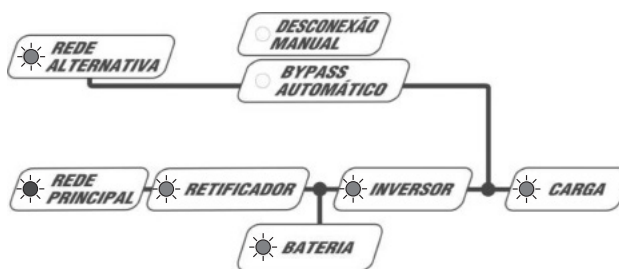 DESCONEXÃO
MANUAL
REDE
ALTERNATIVA
BYPASS
AUTOMÁTICO
REDE
PRINCIPAL
RETIFICADOR
INVERSOR
CARGA
BATERIA